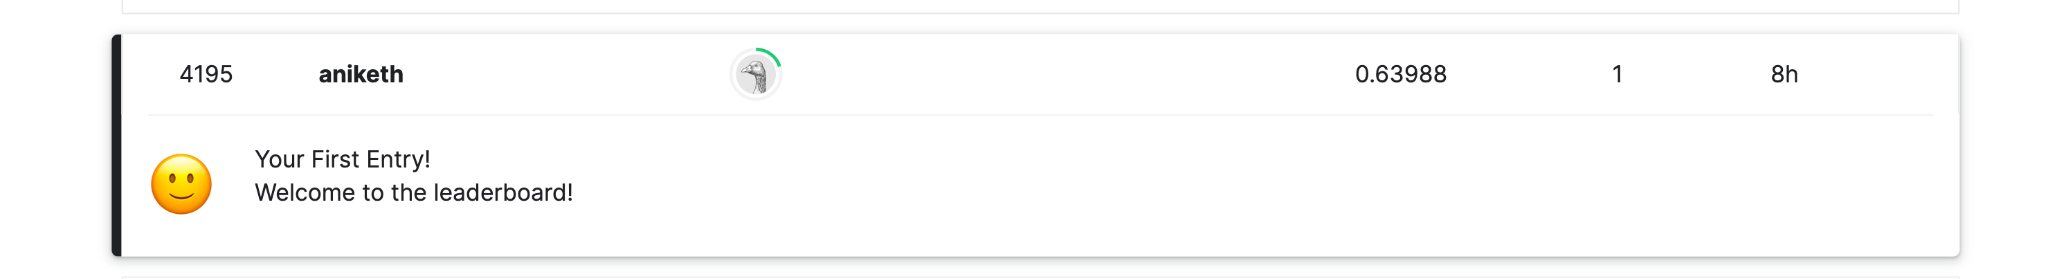 4195 aniketh 0.63988 1 8h
Your First Entry!
Welcome to the leaderboard!